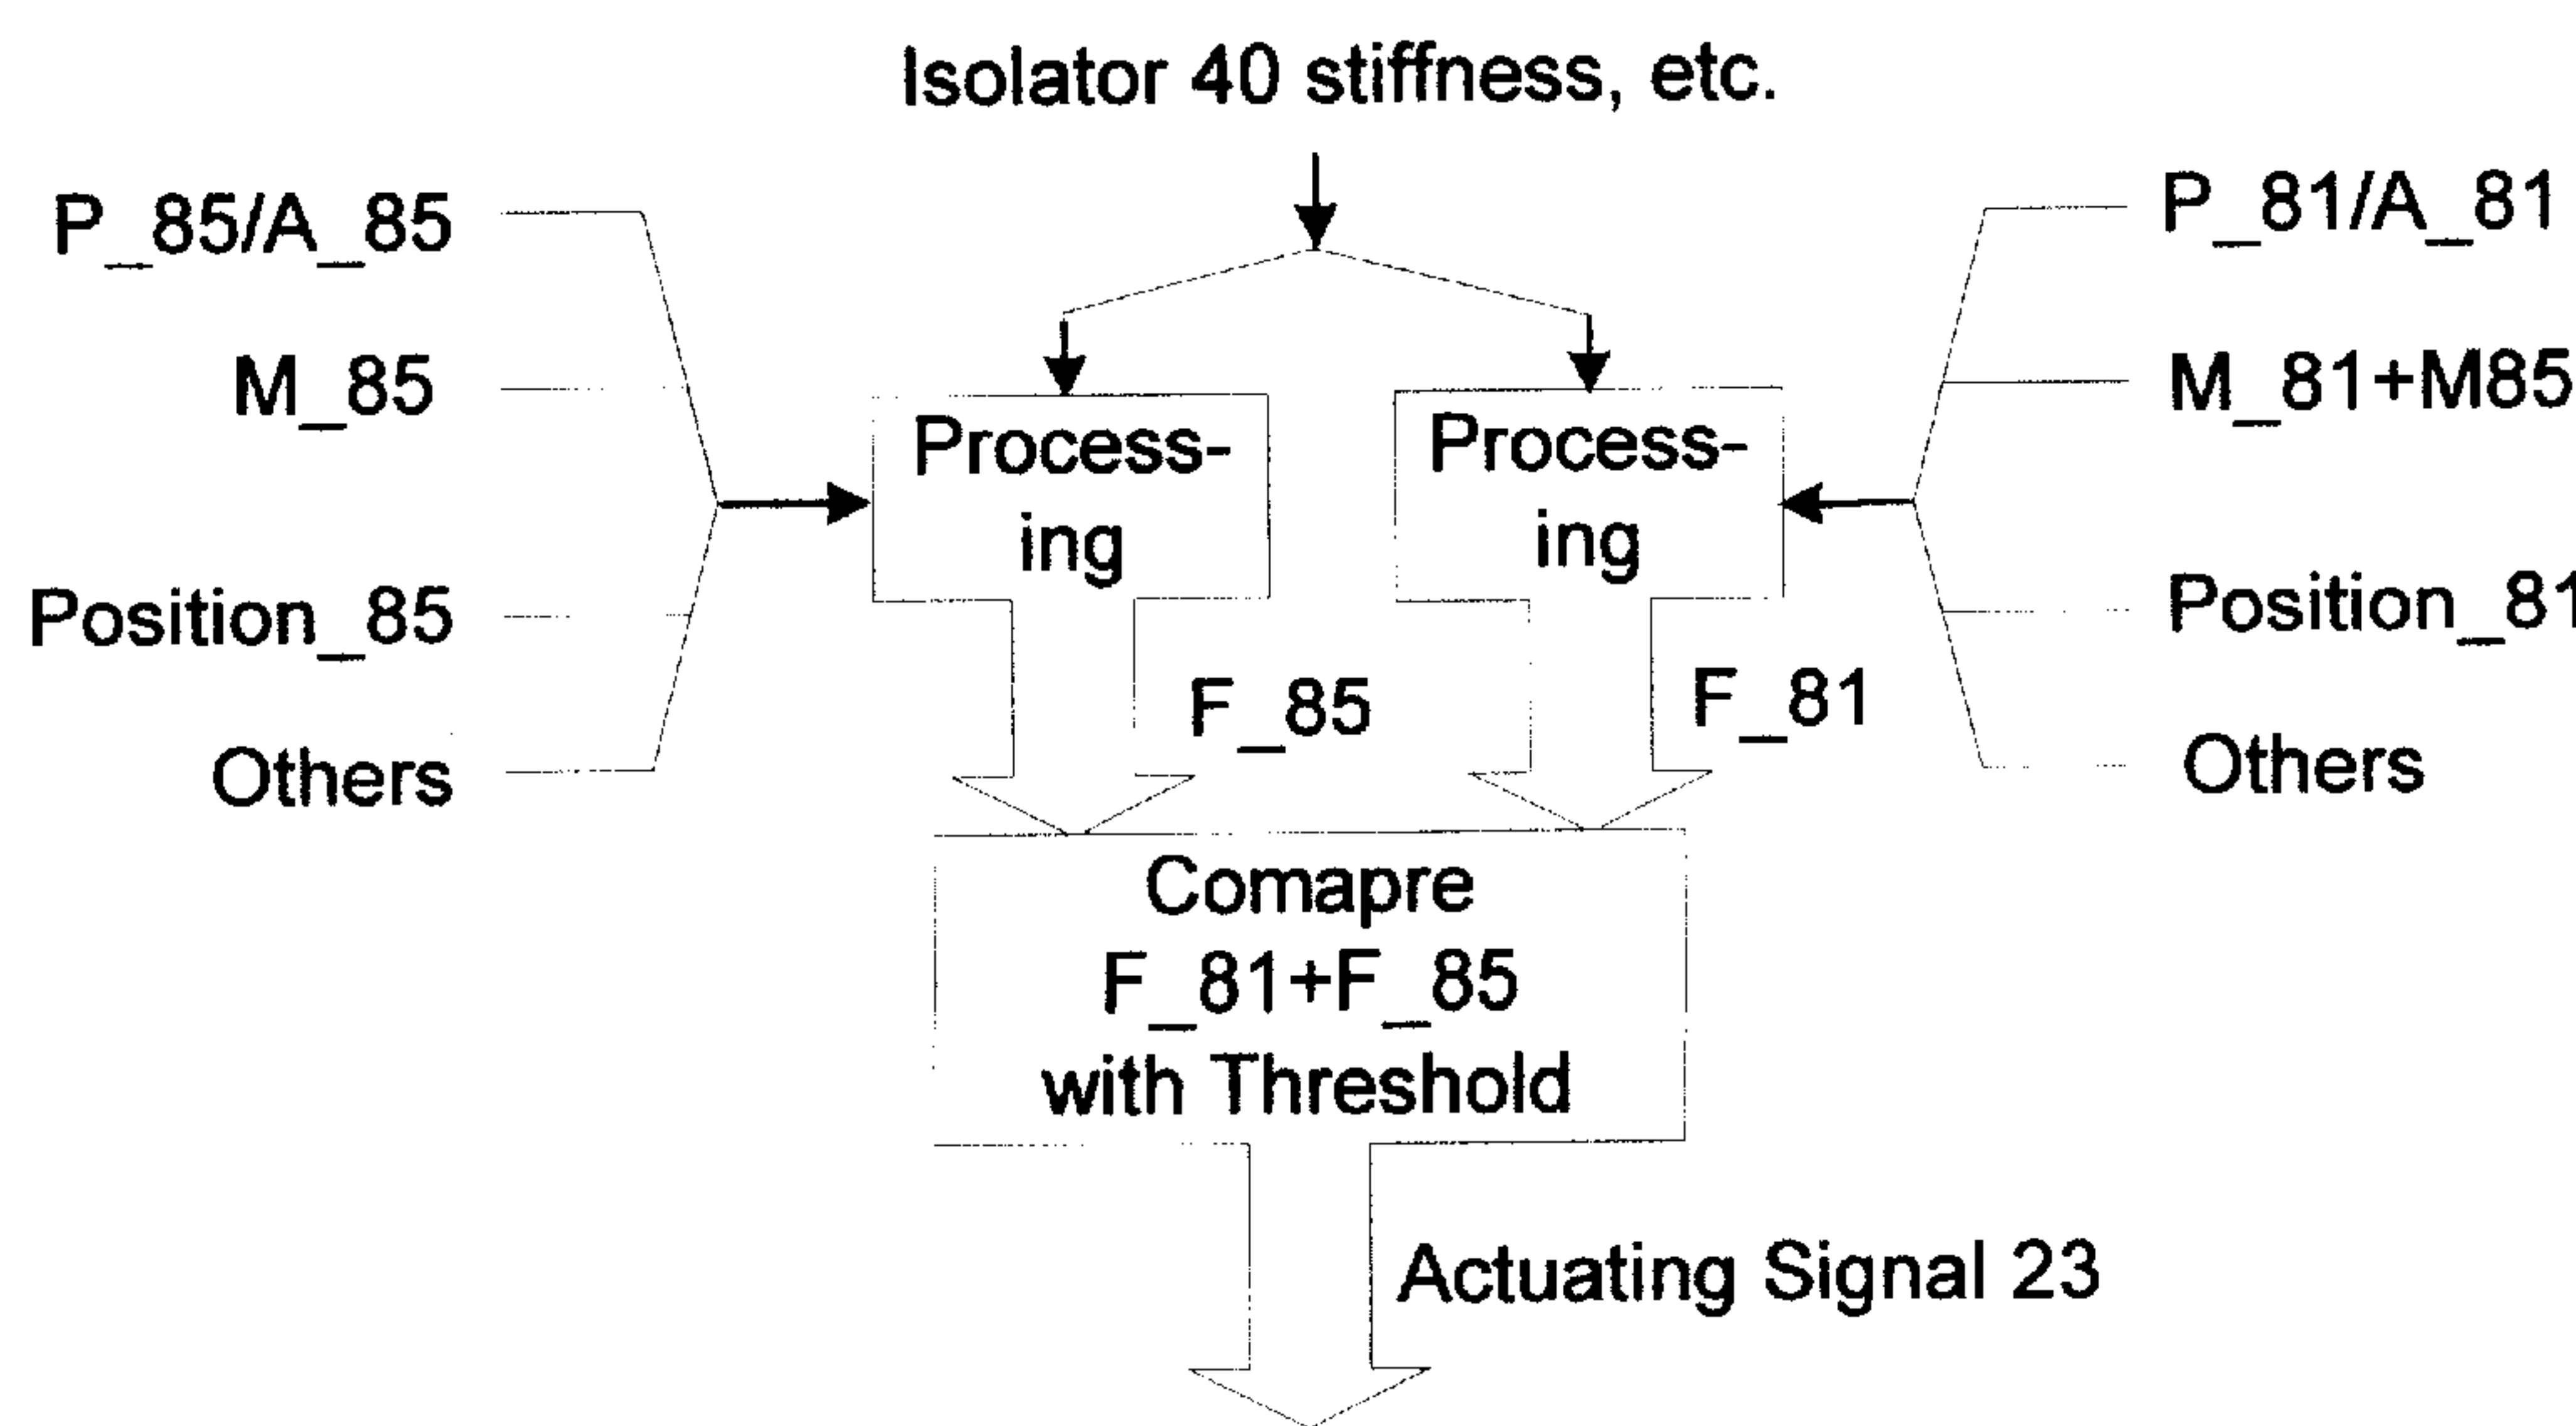 Isolator 40 stiffness, etc.
P_85/A_85
M_85
Position_85
Others
P_81/A_81
M_81+M85
Position_81
Others
Process-
ing
Process-
ing
F_85
F_81
Comapre
F_81+F_85
with Threshold
Actuating Signal 23